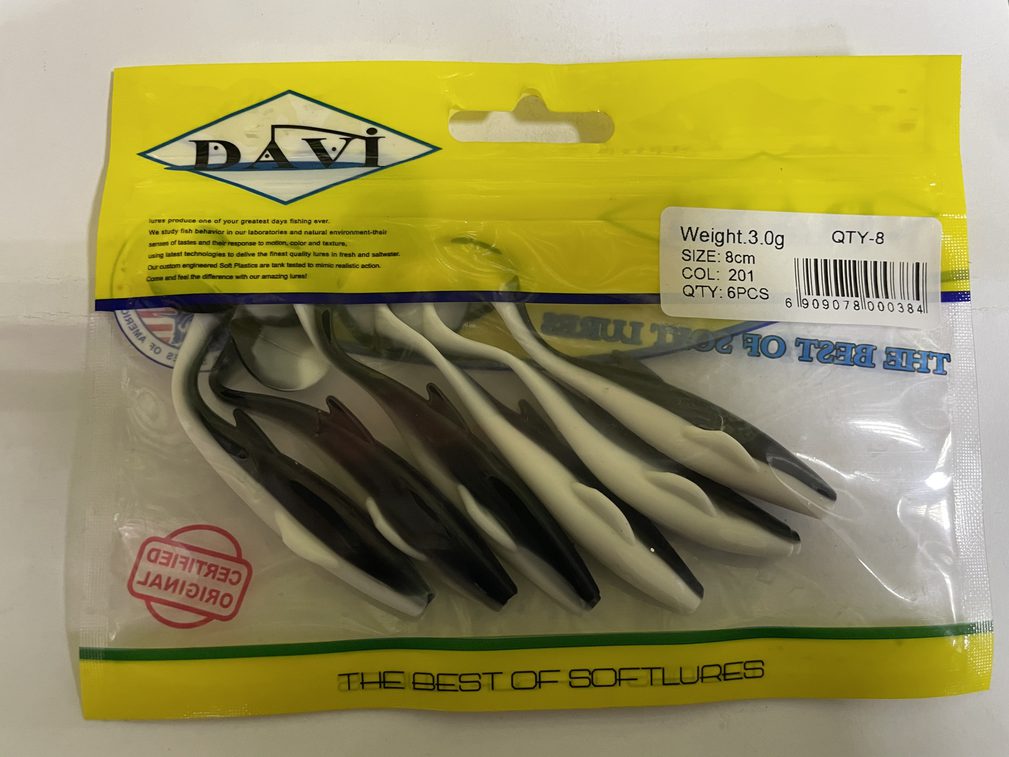 DAVİ
lures produce one of your greatest days fishing ever.
We study fish behavior in our laboratories and natural environment-their
senses of tastes and their response to motion, color and taxture,
using latest technologies to delive the finest quality lures in fresh and saltwater.
Our custom engineered Soft Plastics are tank tested to mimic realistic action.
Come and feel the difference with our amazing lures!
Weight.3.0g QTY-8
SIZE: 8cm
COL: 201
Q'TY: 6PCS
6 909078 000384
THE BEST OF SOFT LURES
OF AMERIC
CERTIFIED
ORIGINAL
THE BEST OF SOFTLURES